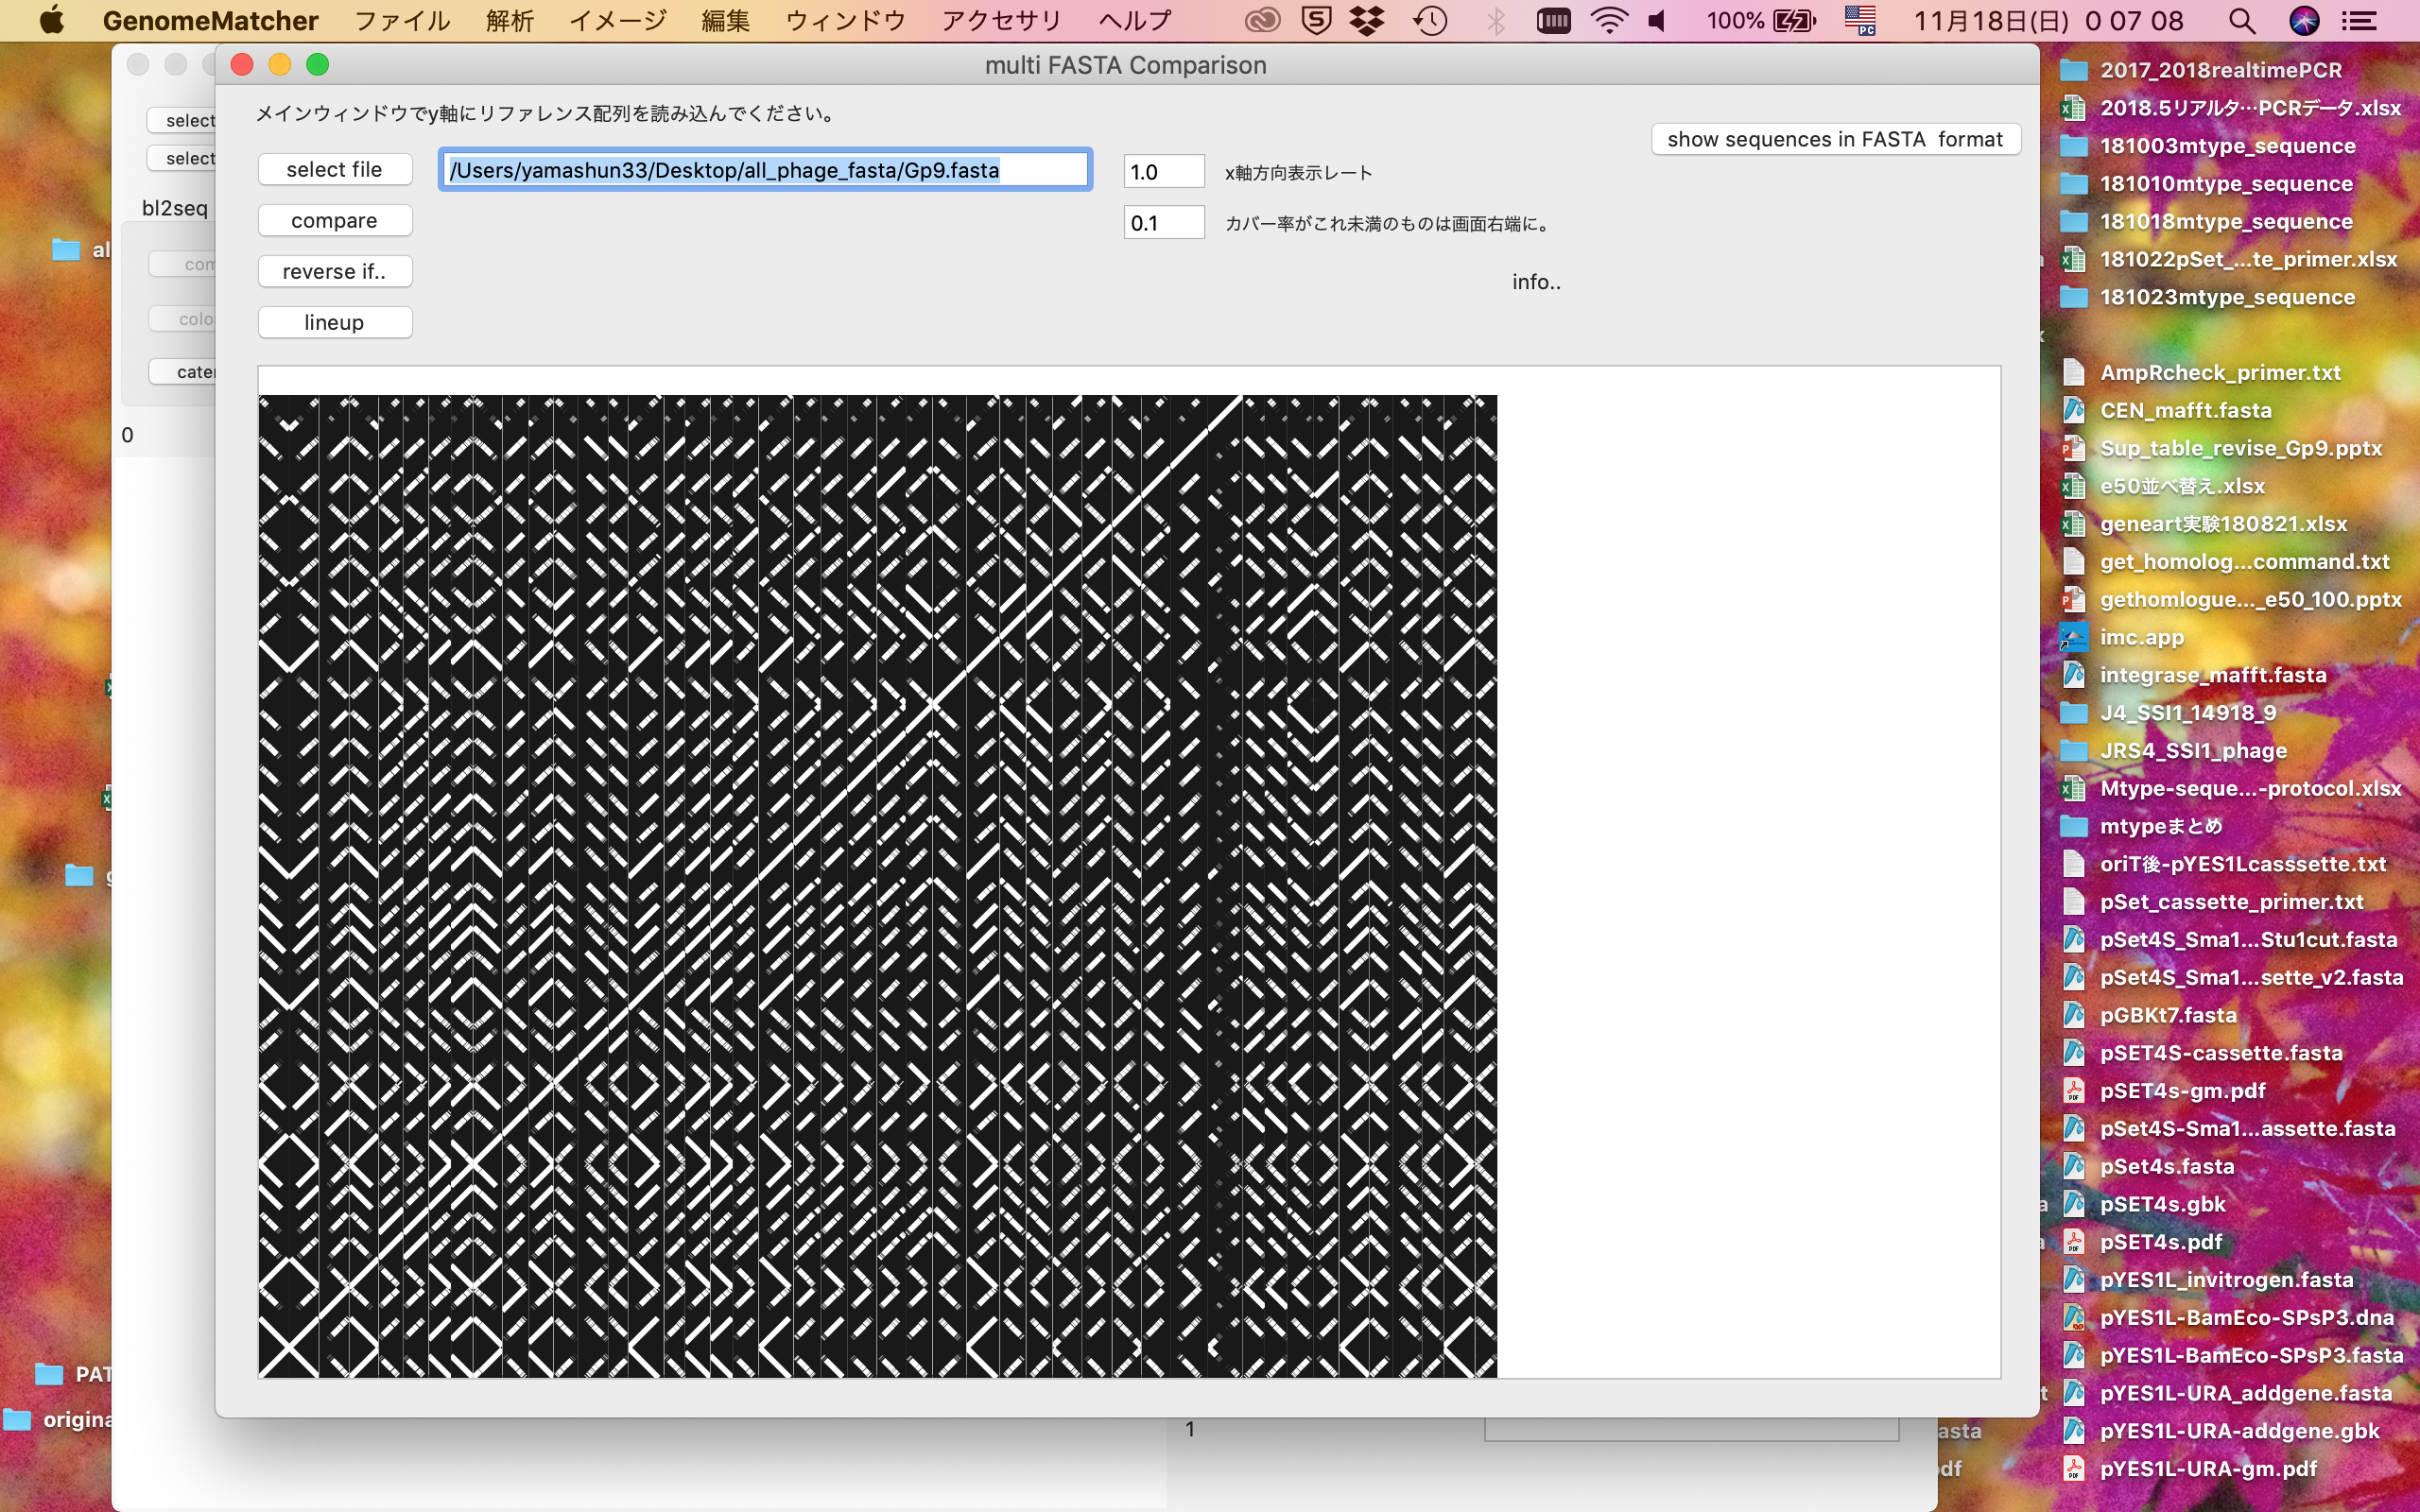 GenomeMatcher ファイル 解析 イメージ 編集 ウィンドウ アクセサリ ヘルプ 100% PC 11月18日(日) 0 07 08
multi FASTA Comparison
メインウィンドウでy軸にリファレンス配列を読み込んでください。
show sequences in FASTA format
select file /Users/yamashun33/Desktop/all_phage_fasta/Gp9.fasta 1.0 x軸方向表示レート
compare 0.1 カバー率がこれ未満のものは画面右端に。
reverse if..
info..
lineup
select
select
bl2seq
com
colo
cate
0
1
al
g
PAT
origina
asta
df
2017_2018realtimePCR
2018.5リアルタ…PCRデータ.xlsx
181003mtype_sequence
181010mtype_sequence
181018mtype_sequence
181022pSet_...te_primer.xlsx
181023mtype_sequence
AmpRcheck_primer.txt
CEN_mafft.fasta
Sup_table_revise_Gp9.pptx
e50並べ替え.xlsx
geneart実験180821.xlsx
get_homolog...command.txt
gethomlogue..._e50_100.pptx
imc.app
integrase_mafft.fasta
J4_SSI1_14918_9
JRS4_SSI1_phage
Mtype-seque...-protocol.xlsx
mtypeまとめ
oriT後-pYES1Lcasssette.txt
pSet_cassette_primer.txt
pSet4S_Sma1...Stu1cut.fasta
pSet4S_Sma1...sette_v2.fasta
pGBKt7.fasta
pSET4S-cassette.fasta
pSET4s-gm.pdf
pSet4S-Sma1...assette.fasta
pSet4s.fasta
pSET4s.gbk
pSET4s.pdf
pYES1L_invitrogen.fasta
pYES1L-BamEco-SPsP3.dna
pYES1L-BamEco-SPsP3.fasta
pYES1L-URA_addgene.fasta
pYES1L-URA-addgene.gbk
pYES1L-URA-gm.pdf